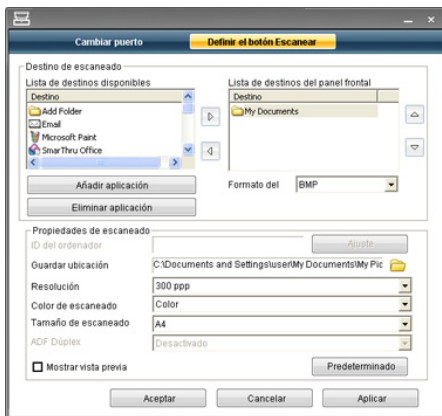 Cambiar puerto
Definir el botón Escanear
Destino de escaneado
Lista de destinos disponibles
Destino
Add Folder
Email
Microsoft Paint
SmarThru Office
Añadir aplicación
Eliminar aplicación
Lista de destinos del panel frontal
Destino
My Documents
Formato del
BMP
Propiedades de escaneado
ID del ordenador
Ajuste
Guardar ubicación
C:\Documents and Settings\user\My Documents\My Pic
Resolución
300 ppp
Color de escaneado
Color
Tamaño de escaneado
A4
ADF Dúplex
Desactivado
Mostrar vista previa
Predeterminado
Aceptar
Cancelar
Aplicar